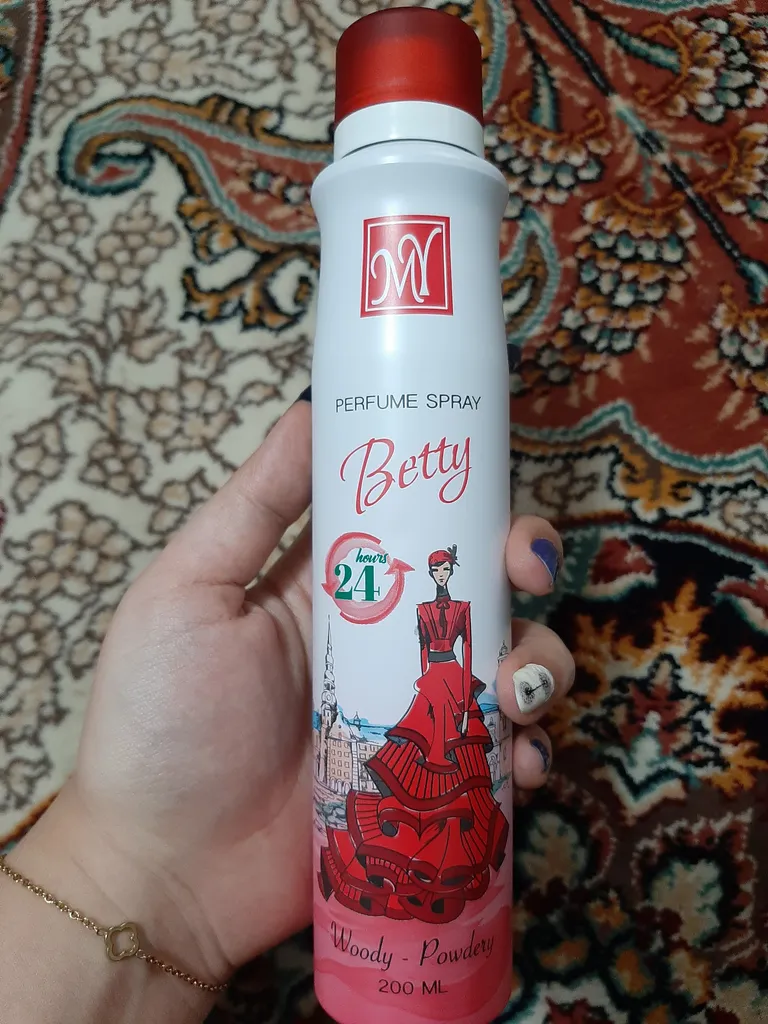 MY
PERFUME SPRAY
Betty
hours
24
Woody - Powdery
200 ML